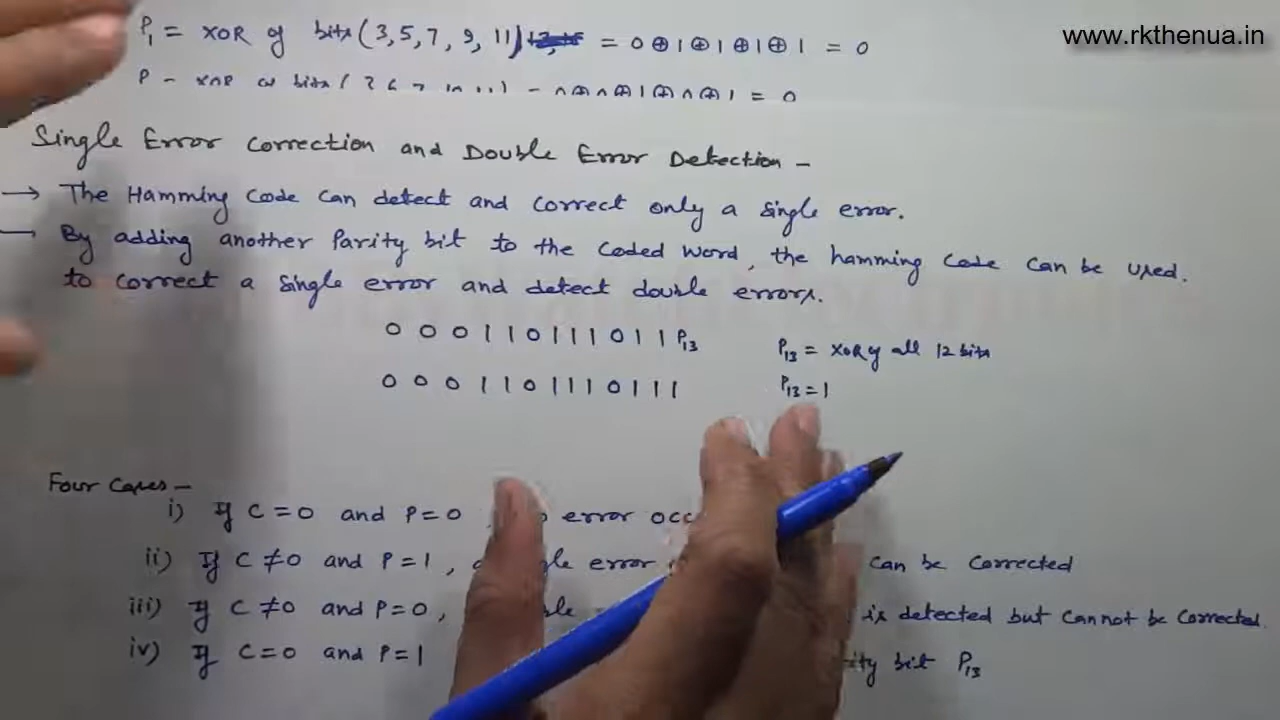 www.rkthenua.in
P1 = XOR of bits (3,5,7,9,11) = 0 ⊕ 1 ⊕ 1 ⊕ 1 ⊕ 1 = 0
= 0
Single Error Correction and Double Error Detection -
→ The Hamming Code Can detect and correct only a single error.
— By adding another Parity bit to the Coded Word, the hamming code can be used.
to correct a single error and detect double errors.
0 0 0 1 1 0 1 1 1 0 1 1 P13
P13 = XOR of all 12 bits
0 0 0 1 1 0 1 1 1 0 1 1 1
P13 = 1
Four Cases -
i) If C = 0 and P = 0, error occ
ii) If C ≠ 0 and P = 1, error can be corrected
iii) If C ≠ 0 and P = 0, is detected but cannot be corrected.
iv) If C = 0 and P = 1 bit P13